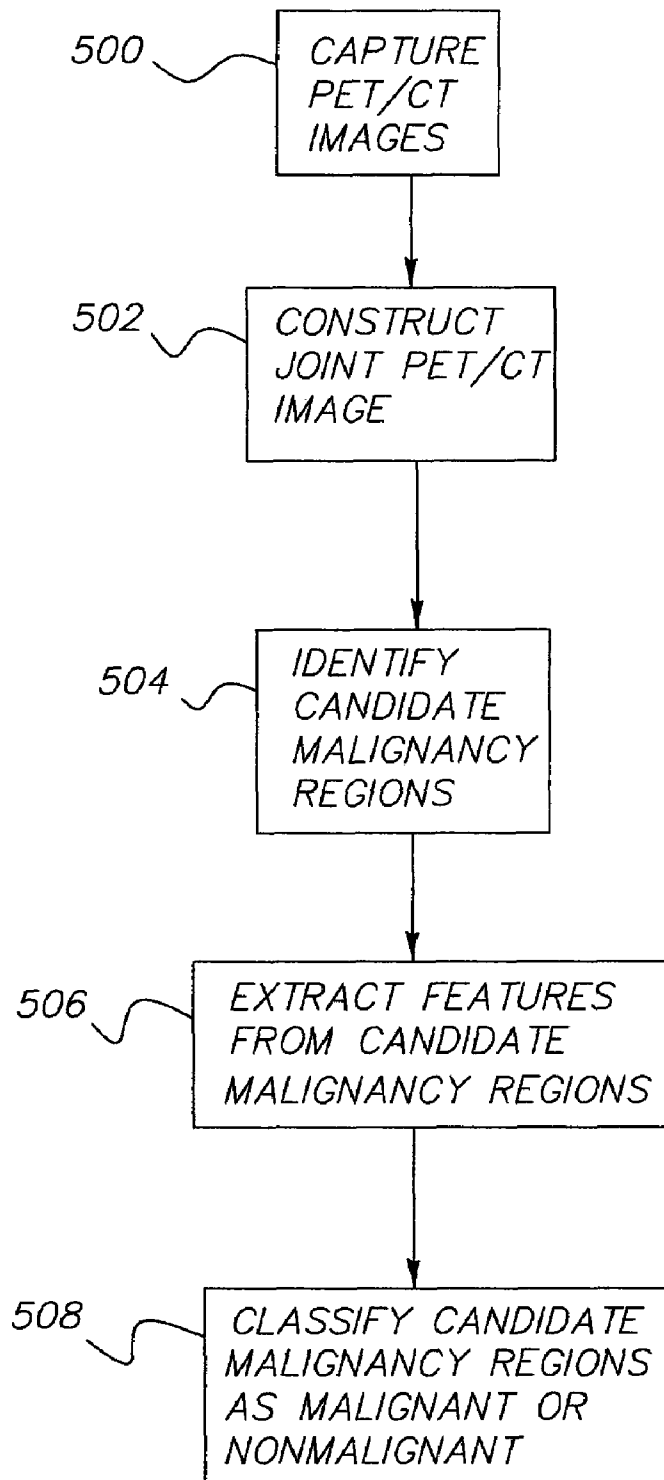 500
CAPTURE
PET/CT
IMAGES
502
CONSTRUCT
JOINT PET/CT
IMAGE
504
IDENTIFY
CANDIDATE
MALIGNANCY
REGIONS
506
EXTRACT FEATURES
FROM CANDIDATE
MALIGNANCY REGIONS
508
CLASSIFY CANDIDATE
MALIGNANCY REGIONS
AS MALIGNANT OR
NONMALIGNANT